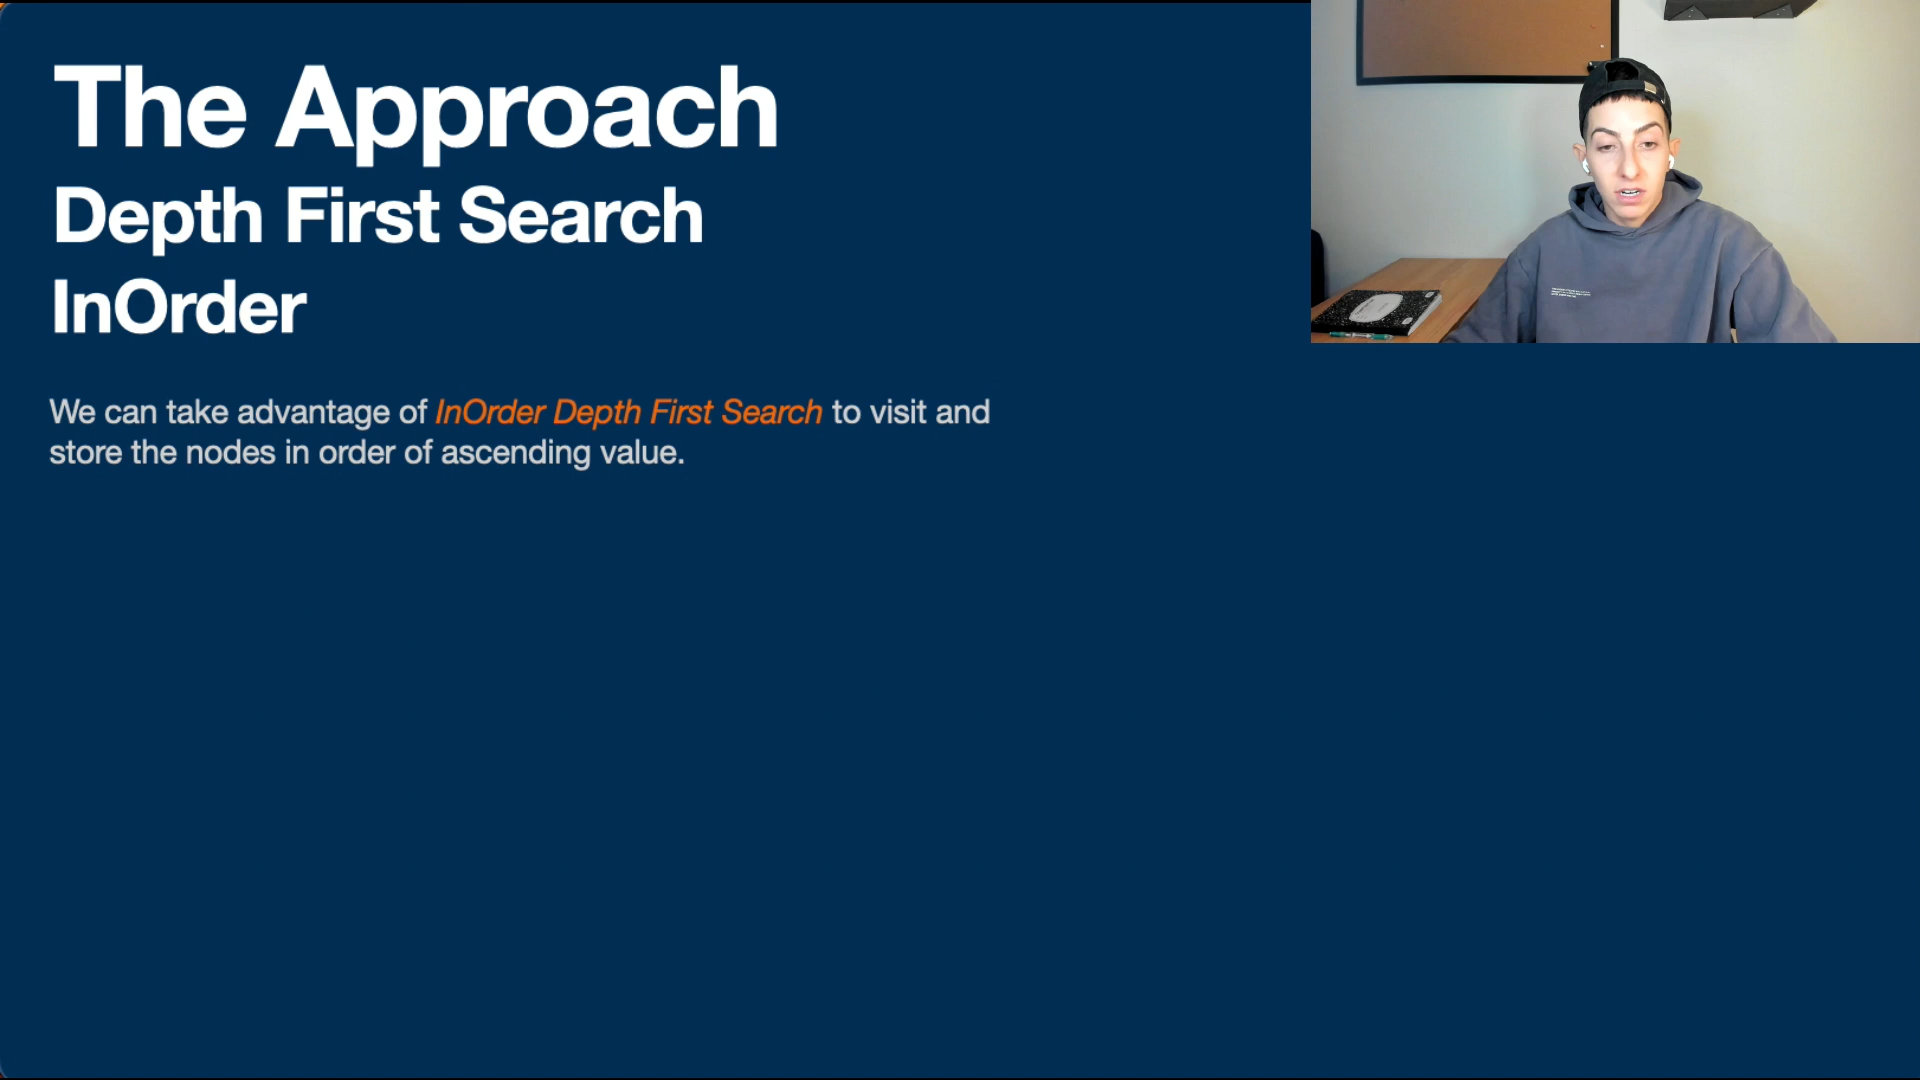 The Approach
Depth First Search
InOrder
We can take advantage of InOrder Depth First Search to visit and
store the nodes in order of ascending value.